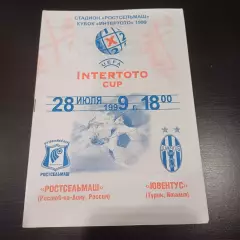 СТАДИОН «РОСТСЕЛЬМАШ»
КУБОК «ИНТЕРТОТО» 1999
UEFA
INTERTOTO
CUP
28 ИЮЛЯ 1999 г. 18 00
«РОСТСЕЛЬМАШ»
(Ростов-на-Дону, Россия)
«ЮВЕНТУС»
(Турин, Италия)